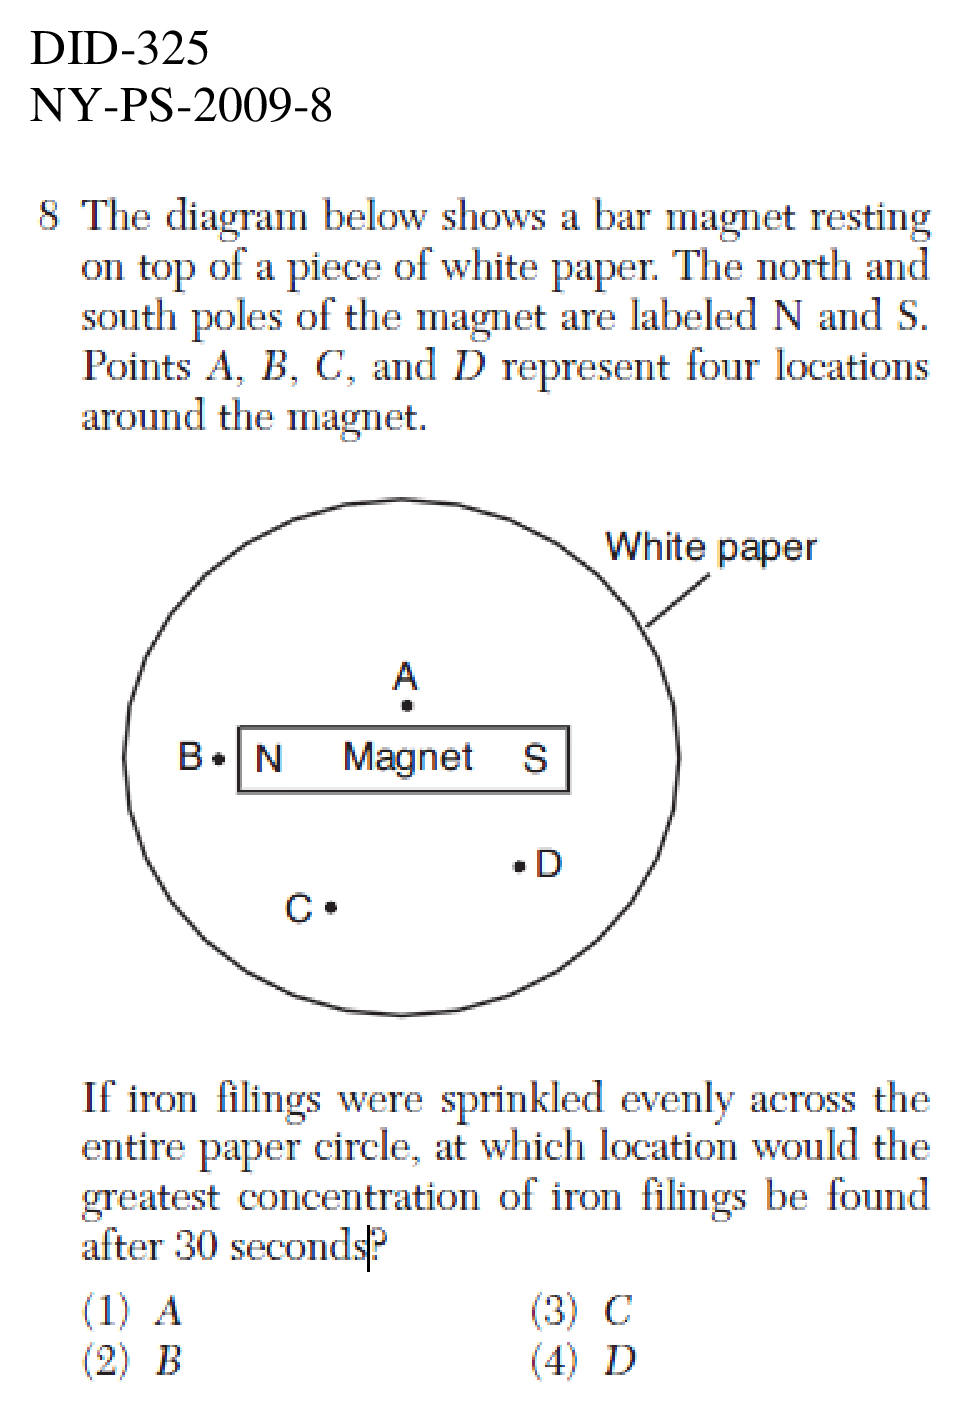 DID-325
NY-PS-2009-8
8 The diagram below shows a bar magnet resting
on top of a piece of white paper. The north and
south poles of the magnet are labeled N and S.
Points A, B, C, and D represent four locations
around the magnet.
White paper
A
B N Magnet S
D
C
If iron filings were sprinkled evenly across the
entire paper circle, at which location would the
greatest concentration of iron filings be found
after 30 seconds?
(1) A (3) C
(2) B (4) D